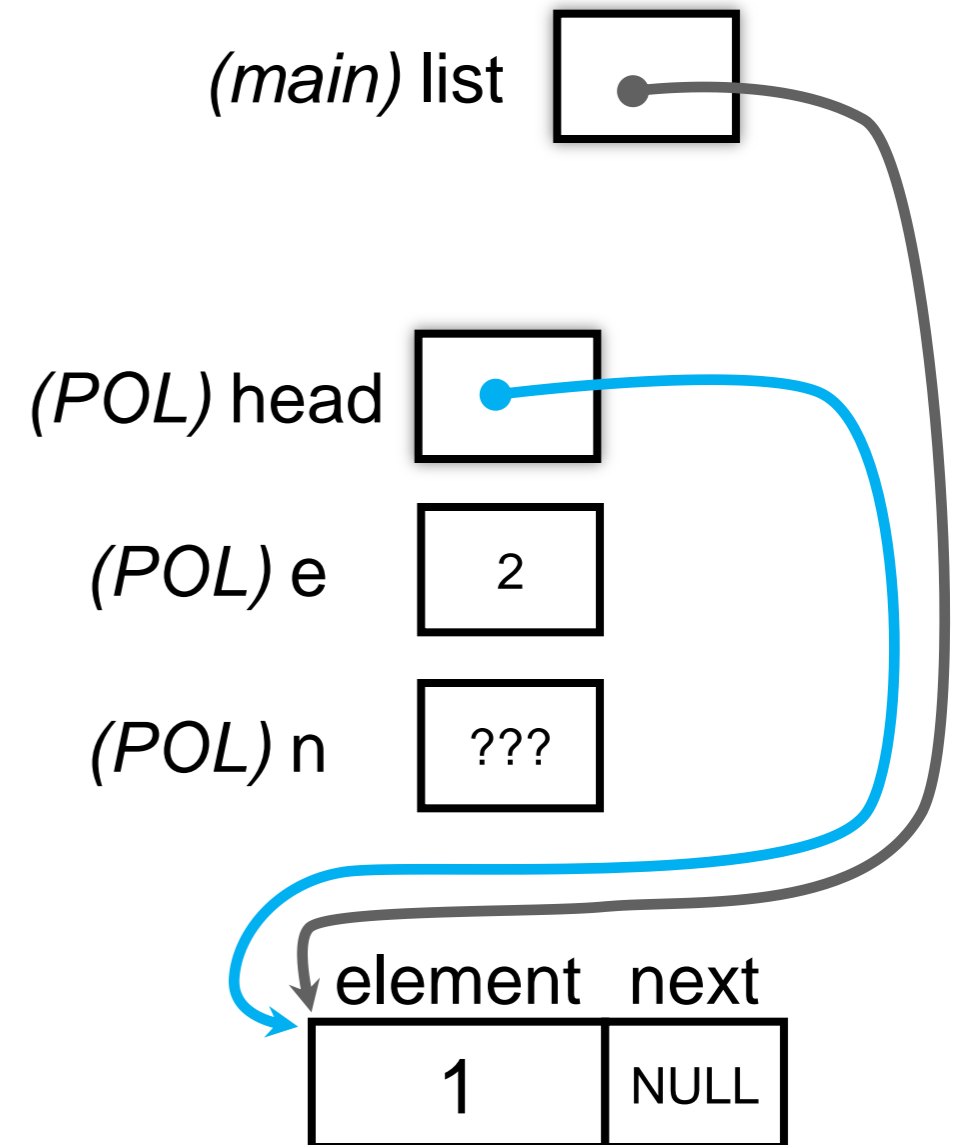 (main) list
(POL) head
(POL) e 2
(POL) n ???
element next
1 NULL